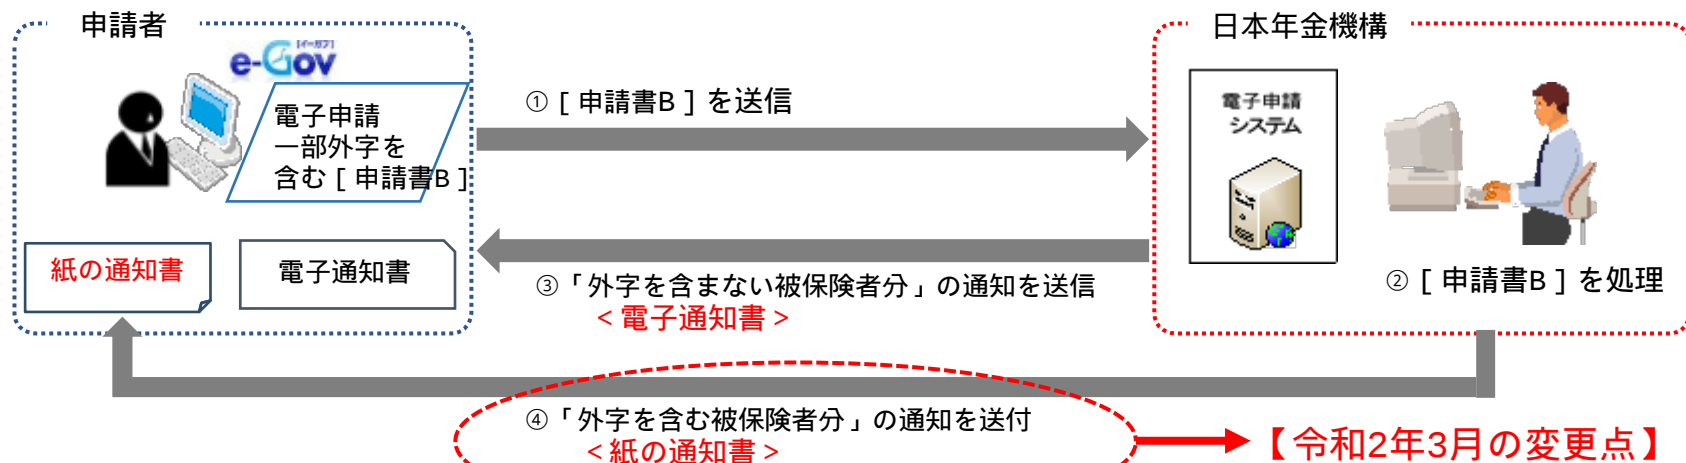 申請者
[イーガブ]
e-Gov
電子申請
一部外字を
含む［申請書B］
紙の通知書
電子通知書
①［申請書B］を送信
日本年金機構
電子申請
システム
②［申請書B］を処理
③「外字を含まない被保険者分」の通知を送信
＜電子通知書＞
④「外字を含む被保険者分」の通知を送付
＜紙の通知書＞
【令和2年3月の変更点】